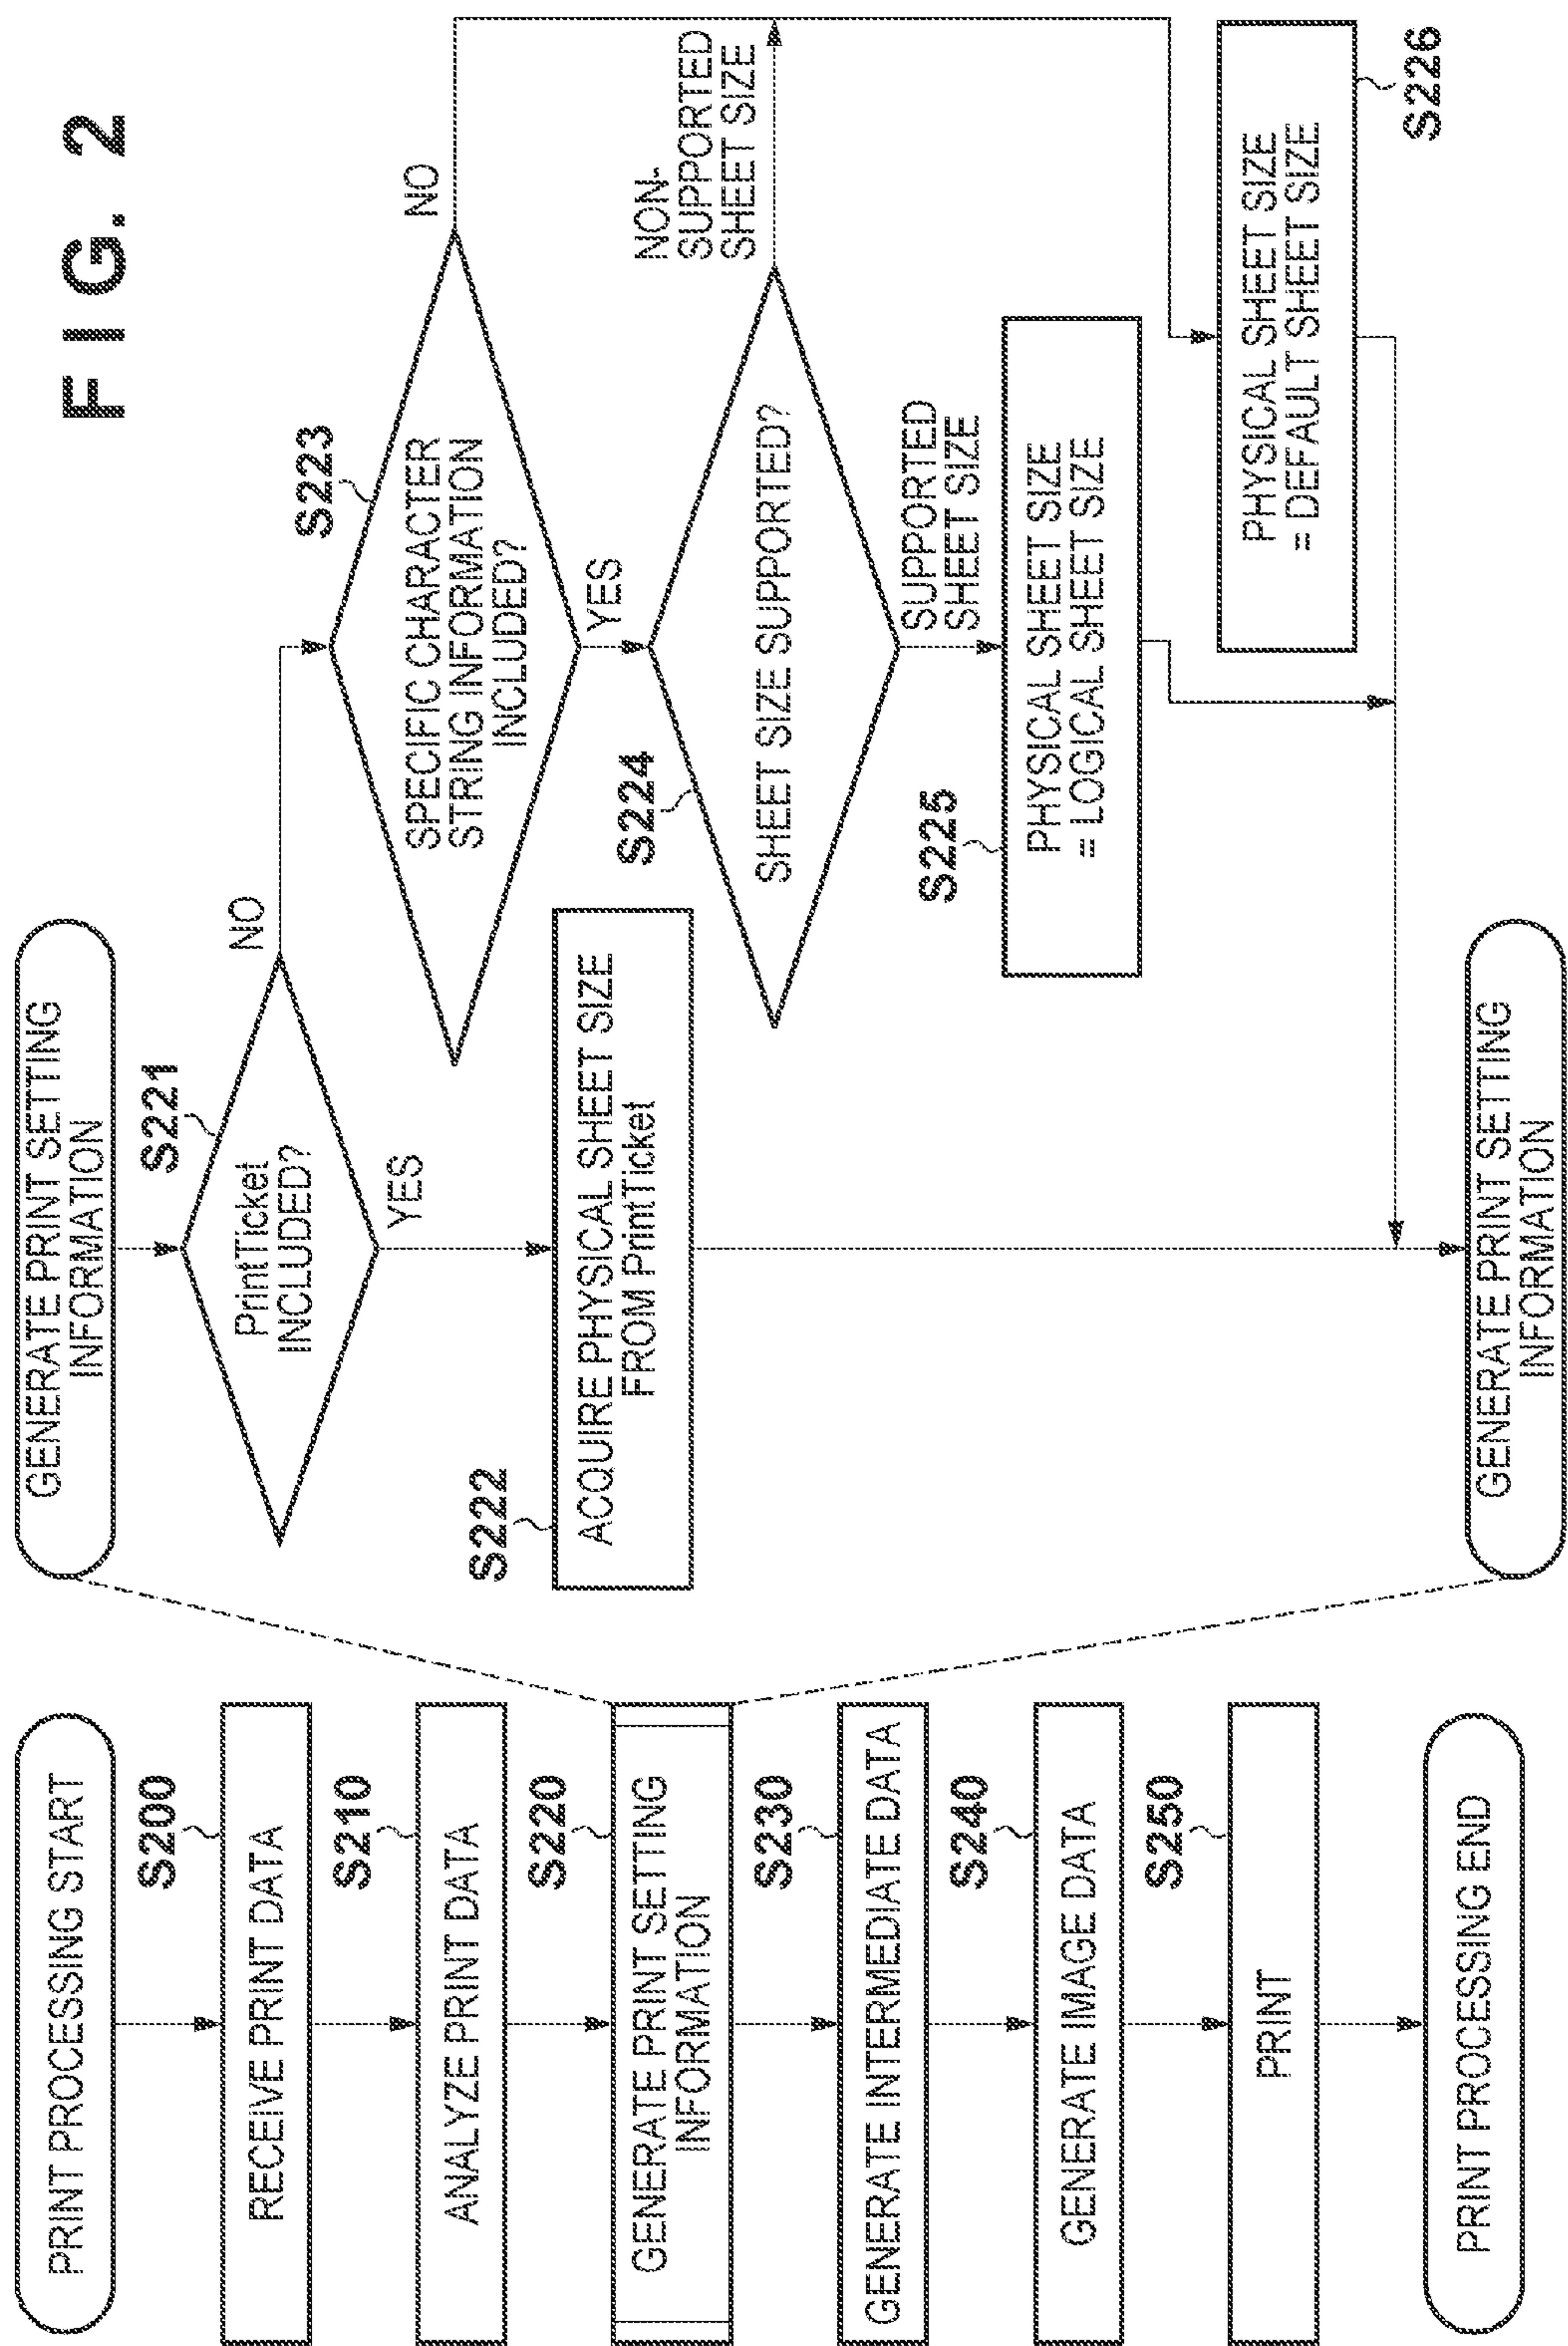 FIG. 2
PRINT PROCESSING START
S200
RECEIVE PRINT DATA
S210
ANALYZE PRINT DATA
S220
GENERATE PRINT SETTING
INFORMATION
S230
GENERATE INTERMEDIATE DATA
S240
GENERATE IMAGE DATA
S250
PRINT
PRINT PROCESSING END
GENERATE PRINT SETTING
INFORMATION
S221
PrintTicket
INCLUDED?
NO
YES
S222
ACQUIRE PHYSICAL SHEET SIZE
FROM PrintTicket
S223
SPECIFIC CHARACTER
STRING INFORMATION
INCLUDED?
NO
YES
S224
SHEET SIZE SUPPORTED?
NON-
SUPPORTED
SHEET SIZE
SUPPORTED
SHEET SIZE
S225
PHYSICAL SHEET SIZE
= LOGICAL SHEET SIZE
PHYSICAL SHEET SIZE
= DEFAULT SHEET SIZE
S226
GENERATE PRINT SETTING
INFORMATION